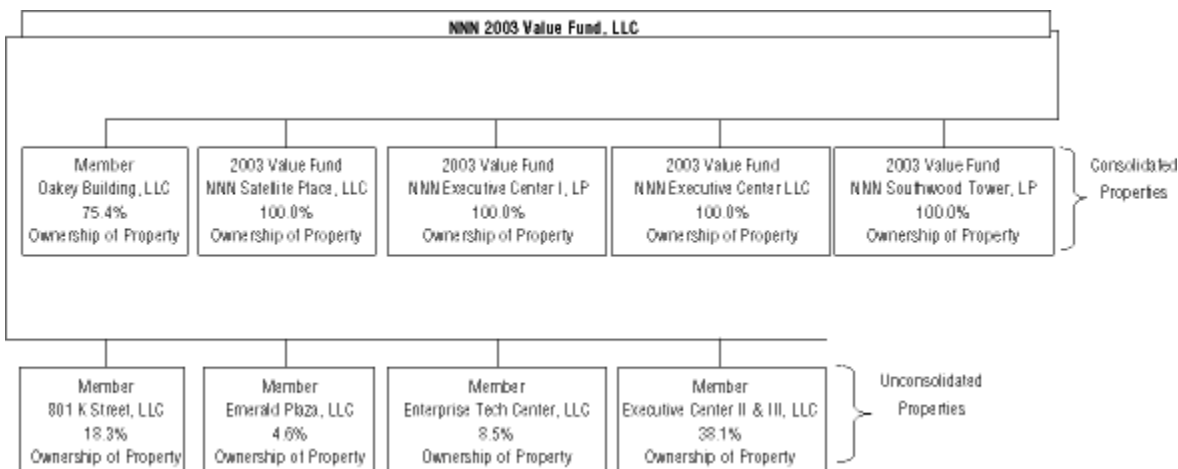 NNN 2003 Value Fund, LLC
Member
Oakey Building, LLC
75.4%
Ownership of Property
2003 Value Fund
NNN Satellite Place, LLC
100.0%
Ownership of Property
2003 Value Fund
NNN Executive Center I, LP
100.0%
Ownership of Property
2003 Value Fund
NNN Executive Center LLC
100.0%
Ownership of Property
2003 Value Fund
NNN Southwood Tower, LP
100.0%
Ownership of Property
Consolidated
Properties
Member
801 K Street, LLC
18.3%
Ownership of Property
Member
Emerald Plaza, LLC
4.6%
Ownership of Property
Member
Enterprise Tech Center, LLC
8.5%
Ownership of Property
Member
Executive Center II & III, LLC
38.1%
Ownership of Property
Unconsolidated
Properties